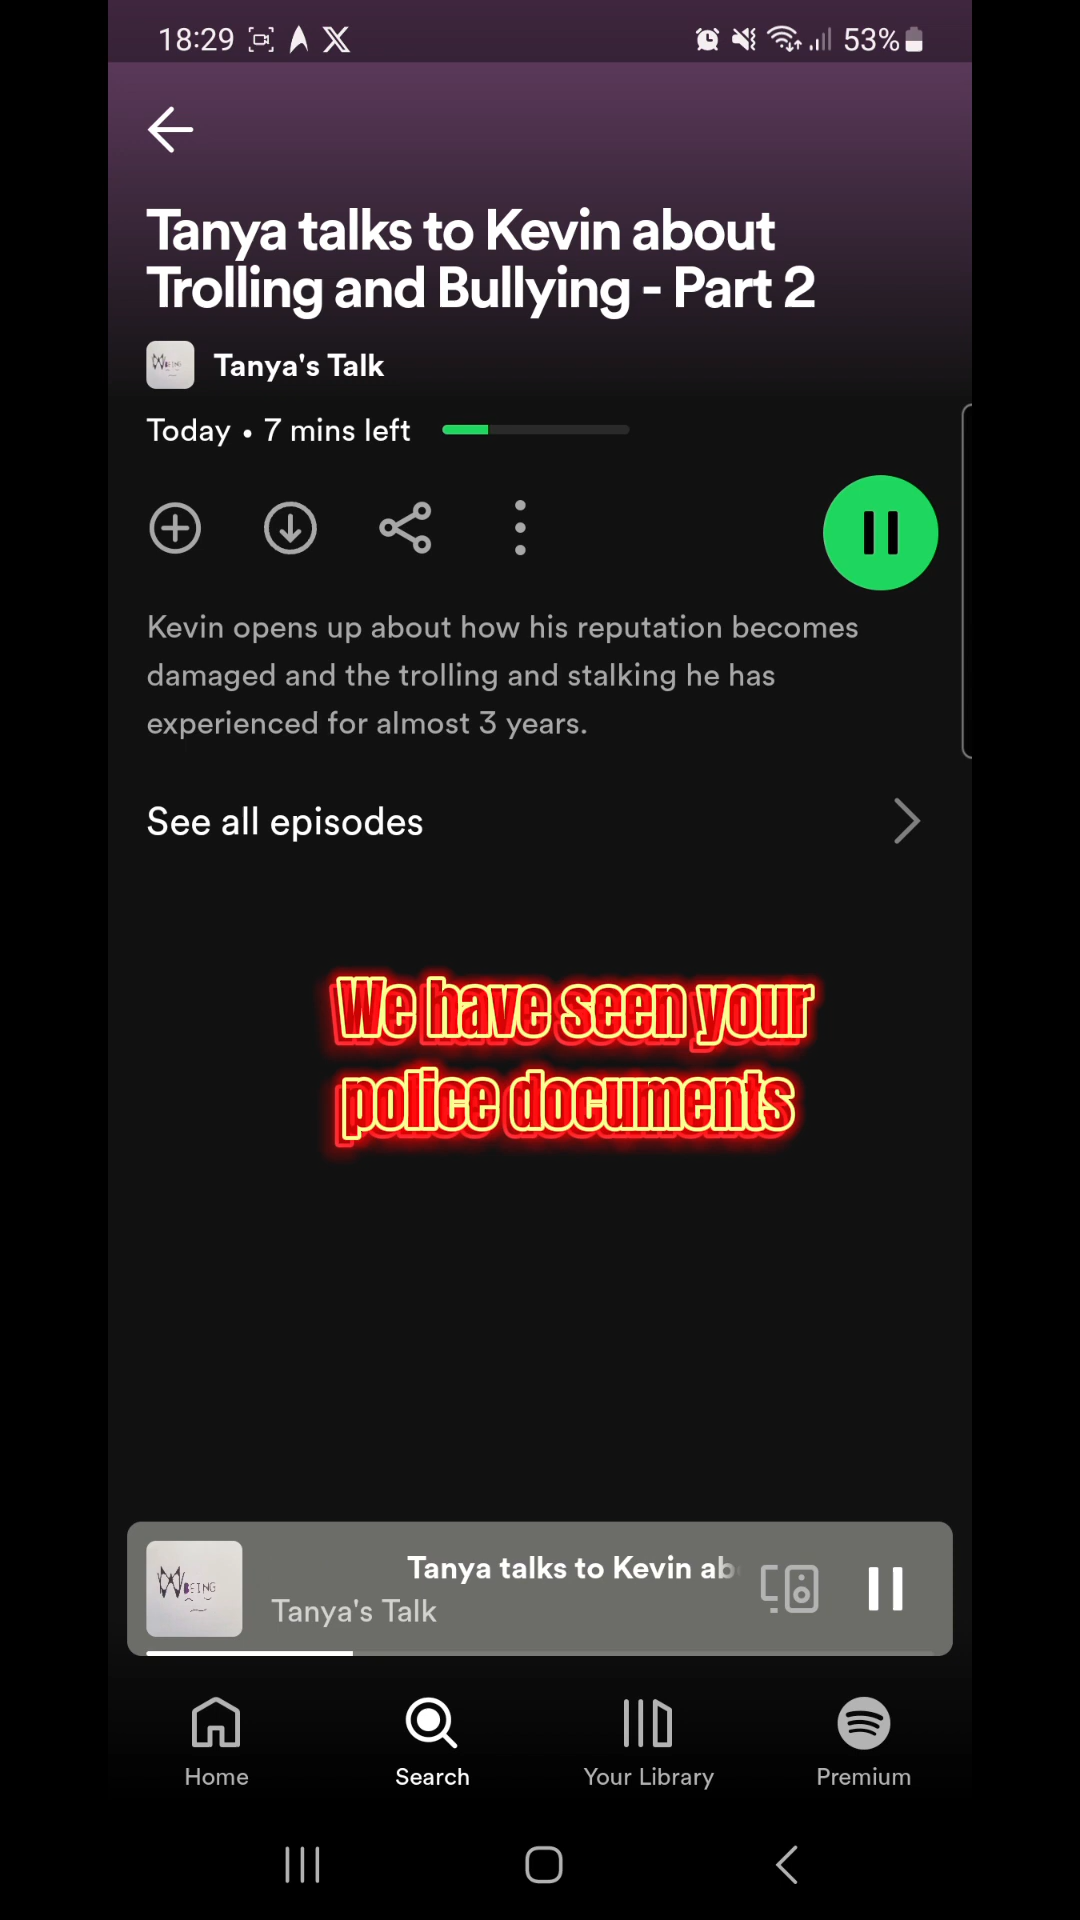 18:29
53%
Tanya talks to Kevin about
Trolling and Bullying - Part 2
WBEING
Tanya's Talk
Today • 7 mins left
Kevin opens up about how his reputation becomes
damaged and the trolling and stalking he has
experienced for almost 3 years.
See all episodes
We have seen your
police documents
WBEING
Tanya talks to Kevin ab
Tanya's Talk
Home
Search
Your Library
Premium